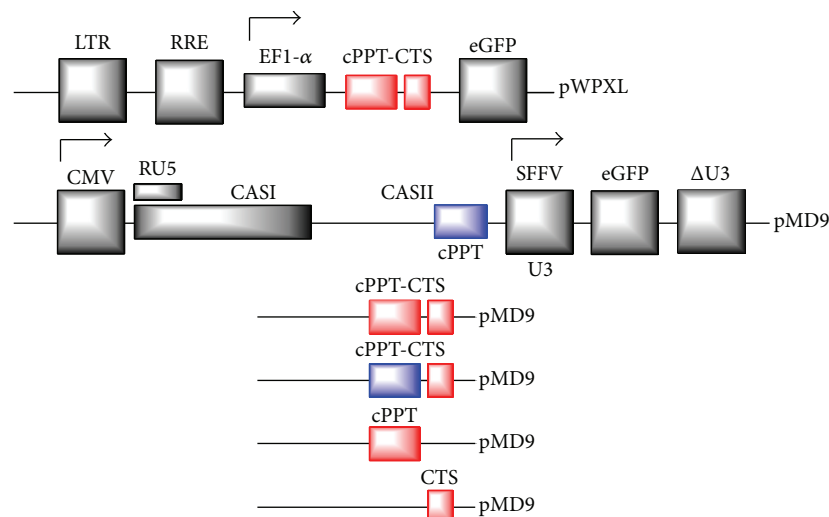 LTR RRE EF1-α cPPT-CTS eGFP
pWPXL
CMV RU5 CASI CASII SFFV eGFP ΔU3
pMD9
cPPT U3
cPPT-CTS
pMD9
cPPT-CTS
pMD9
cPPT
pMD9
CTS
pMD9